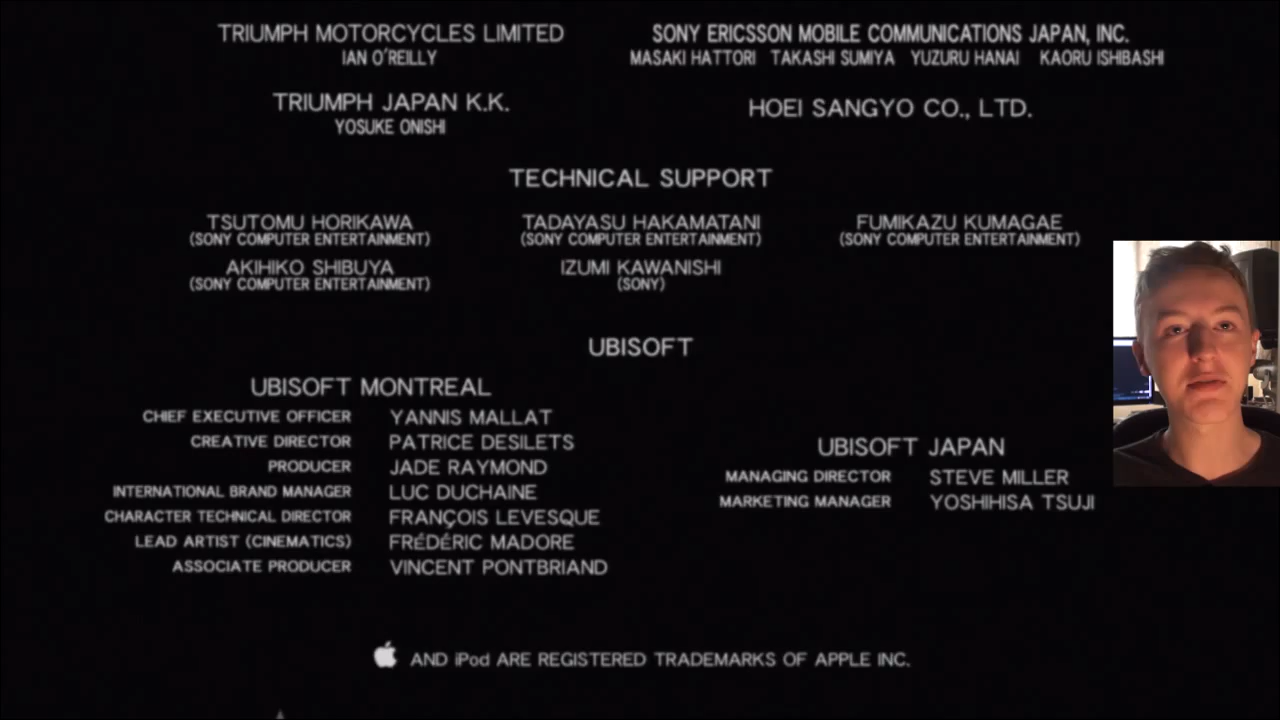 TRIUMPH MOTORCYCLES LIMITED
IAN O'REILLY
SONY ERICSSON MOBILE COMMUNICATIONS JAPAN, INC.
MASAKI HATTORI TAKASHI SUMIYA YUZURU HANAI KAORU ISHIBASHI
TRIUMPH JAPAN K.K.
YOSUKE ONISHI
HOEI SANGYO CO., LTD.
TECHNICAL SUPPORT
TSUTOMU HORIKAWA
(SONY COMPUTER ENTERTAINMENT)
TADAYASU HAKAMATANI
(SONY COMPUTER ENTERTAINMENT)
FUMIKAZU KUMAGAE
(SONY COMPUTER ENTERTAINMENT)
AKIHIKO SHIBUYA
(SONY COMPUTER ENTERTAINMENT)
IZUMI KAWANISHI
(SONY)
UBISOFT
UBISOFT MONTREAL
CHIEF EXECUTIVE OFFICER YANNIS MALLAT
CREATIVE DIRECTOR PATRICE DESILETS
PRODUCER JADE RAYMOND
INTERNATIONAL BRAND MANAGER LUC DUCHAINE
CHARACTER TECHNICAL DIRECTOR FRANÇOIS LEVESQUE
LEAD ARTIST (CINEMATICS) FRÉDÉRIC MADORE
ASSOCIATE PRODUCER VINCENT PONTBRIAND
UBISOFT JAPAN
MANAGING DIRECTOR STEVE MILLER
MARKETING MANAGER YOSHIHISA TSUJI
AND iPod ARE REGISTERED TRADEMARKS OF APPLE INC.